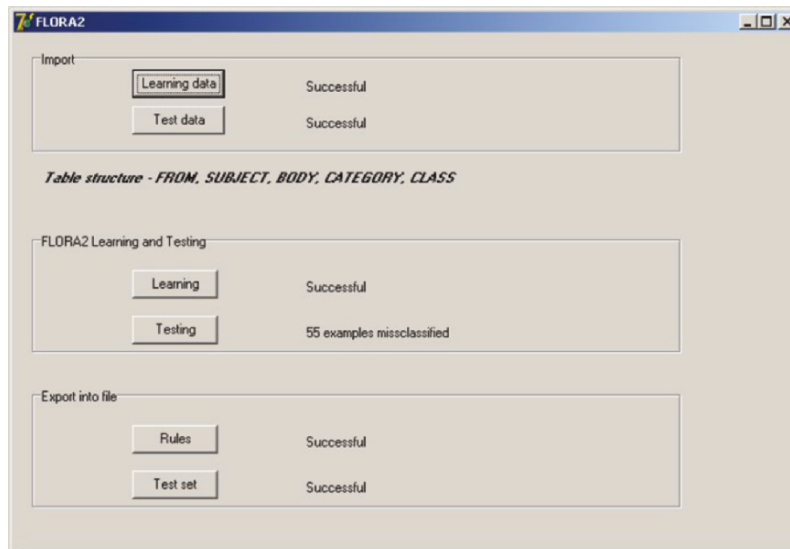 FLORA2
Import
Learning data Successful
Test data Successful
Table structure - FROM, SUBJECT, BODY, CATEGORY, CLASS
FLORA2 Learning and Testing
Learning Successful
Testing 55 examples missclassified
Export into file
Rules Successful
Test set Successful